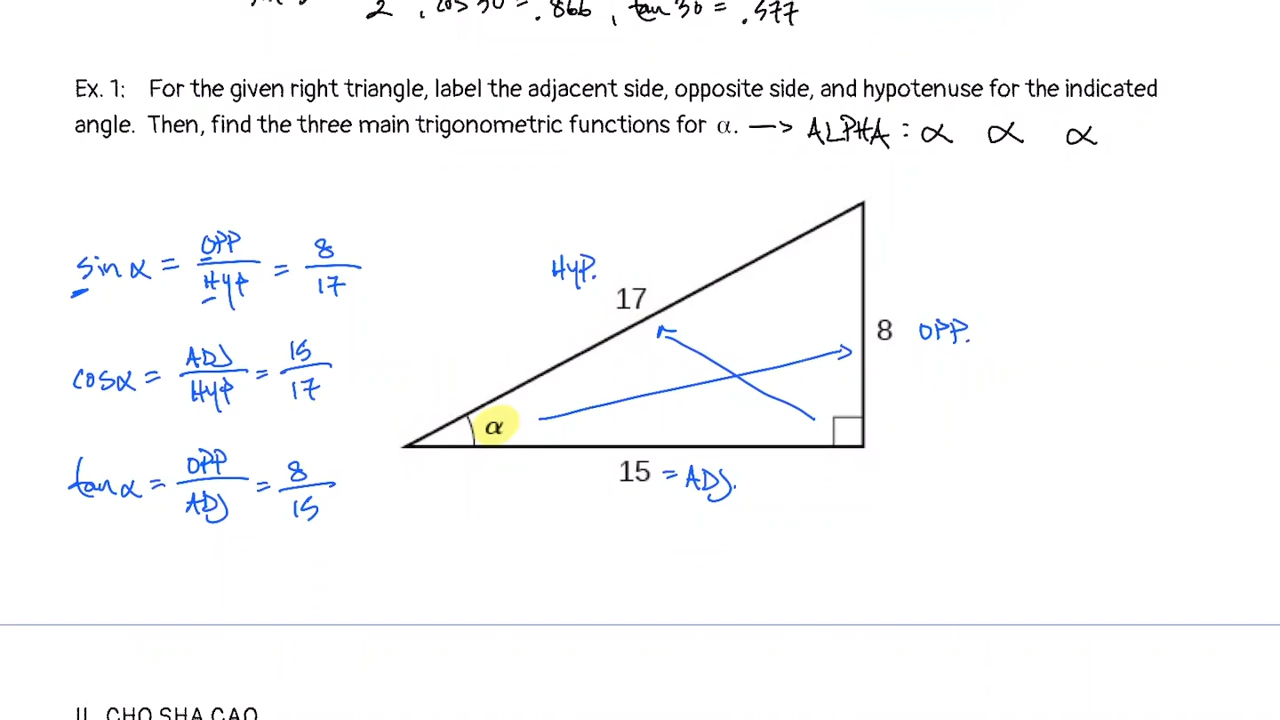 2 , cos 30 = .866 , tan 30 = .577
Ex. 1: For the given right triangle, label the adjacent side, opposite side, and hypotenuse for the indicated
angle. Then, find the three main trigonometric functions for α. —> ALPHA : α α α
sin α = OPP/HYP = 8/17
HYP.
17
8 OPP.
cos α = ADJ/HYP = 15/17
α
15 = ADJ.
tan α = OPP/ADJ = 8/15
II. CHO SHA CAO